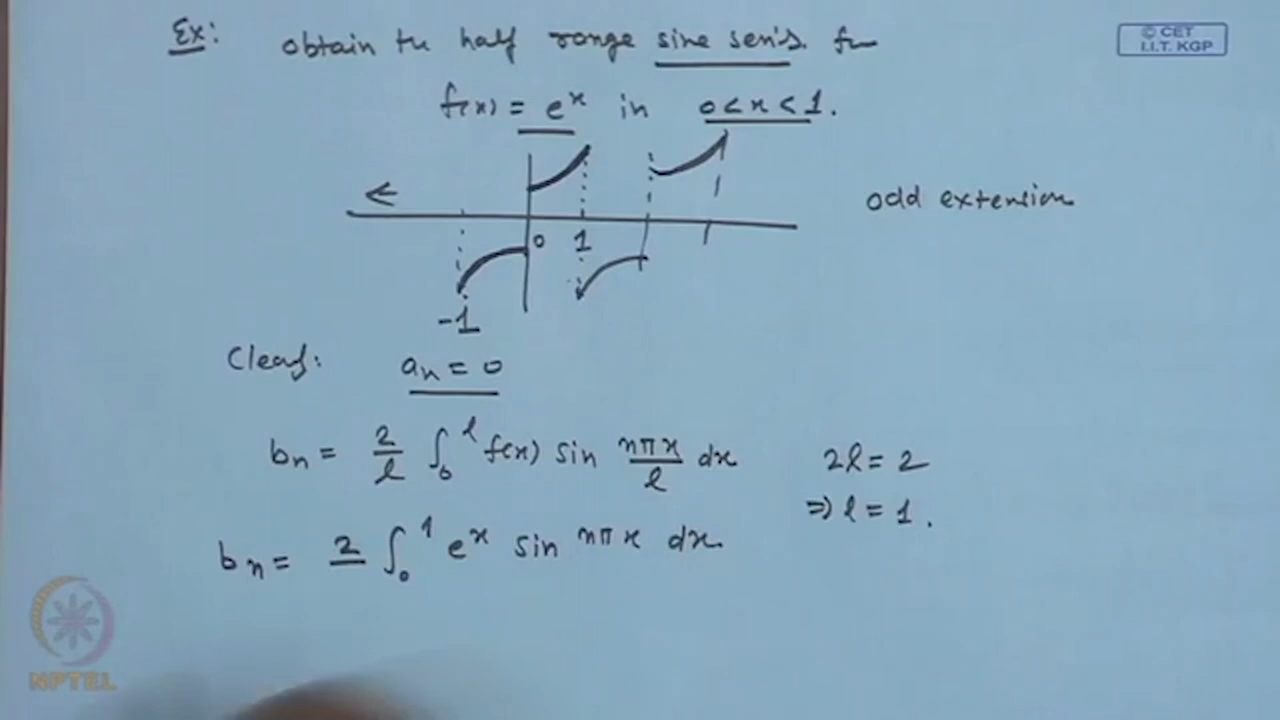 Ex: obtain the half range sine series for
© CET
I.I.T. KGP
f(x) = e^x in 0 < x < 1.
odd extension
0 1
-1
Clearly: a_n = 0
b_n = 2/l ∫_0^l f(x) sin nπx/l dx 2l = 2
⇒ l = 1.
b_n = 2 ∫_0^1 e^x sin nπx dx
NPTEL